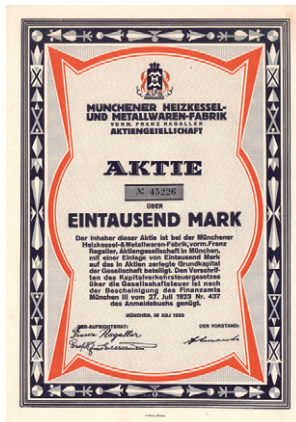 MÜNCHENER HEIZKESSEL-
UND METALLWAREN-FABRIK
VORM. FRANZ RAGALLER
AKTIENGESELLSCHAFT
AKTIE
№ 45226
ÜBER
EINTAUSEND MARK
Der Inhaber dieser Aktie ist bei der Münchener
Heizkessel-& Metallwaren-Fabrik, vorm. Franz
Ragaller, Aktiengesellschaft in München,
mit einer Einlage von Eintausend Mark
auf das in Aktien zerlegte Grundkapital
der Gesellschaft beteiligt. Den Vorschrif-
ten des Kapitalverkehrsteuergesetzes
über die Gesellschaftsteuer ist nach
der Bescheinigung des Finanzamts
München III vom 27. Juli 1923 Nr. 437
des Anmeldebuchs genügt.
MÜNCHEN, IM JULI 1923
DER AUFSICHTSRAT:
DER VORSTAND:
Ragaller